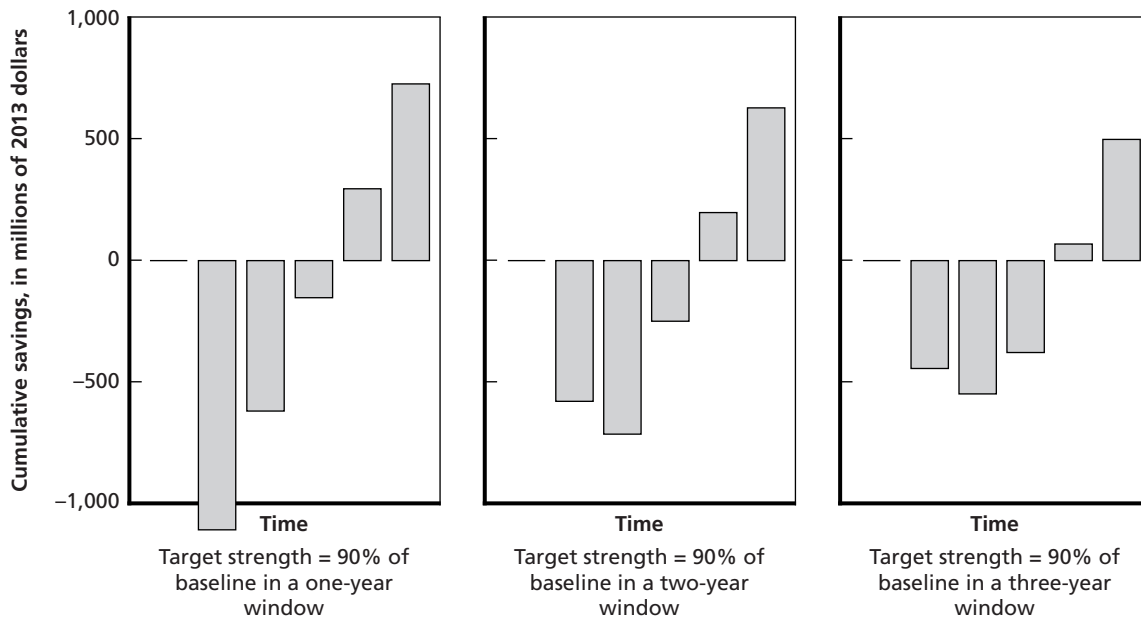 Cumulative savings, in millions of 2013 dollars
1,000
500
0
–500
–1,000
Time
Target strength = 90% of
baseline in a one-year
window
Time
Target strength = 90% of
baseline in a two-year
window
Time
Target strength = 90% of
baseline in a three-year
window